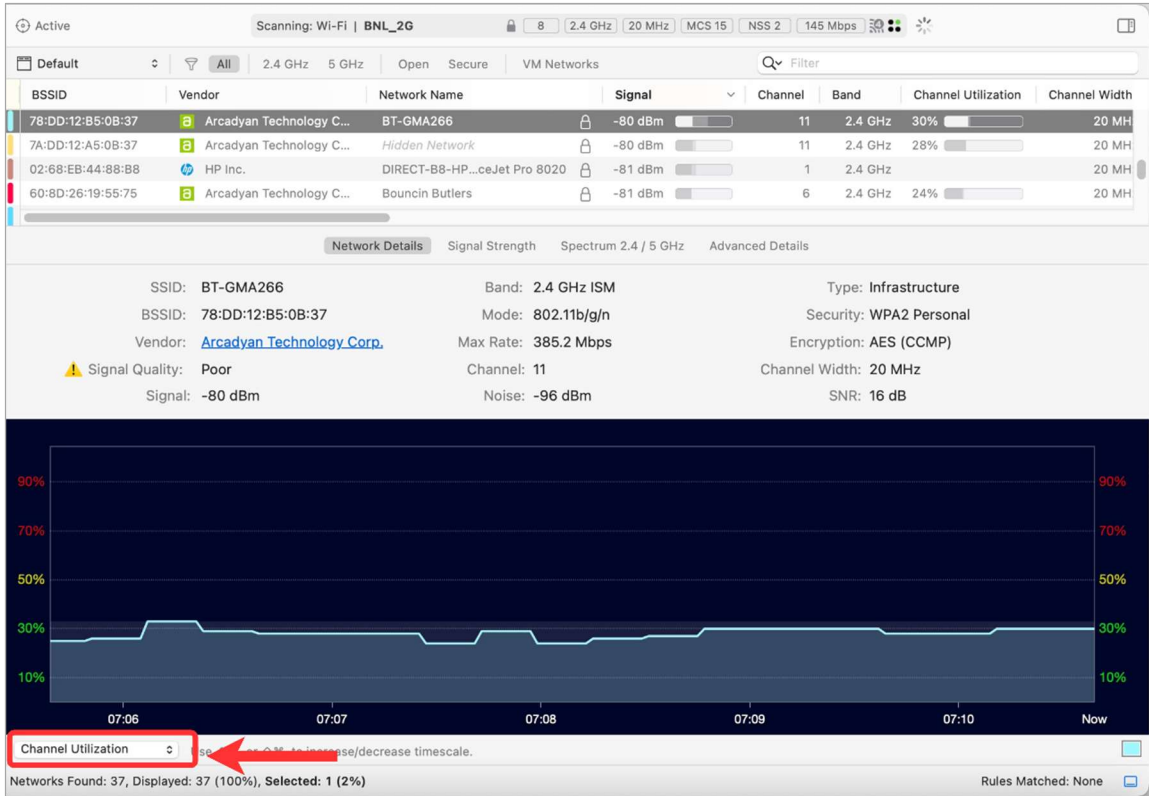 Active Scanning: Wi-Fi | BNL_2G 8 2.4 GHz 20 MHz MCS 15 NSS 2 145 Mbps
Default All 2.4 GHz 5 GHz Open Secure VM Networks Filter
BSSID Vendor Network Name Signal Channel Band Channel Utilization Channel Width
78:DD:12:B5:0B:37 a Arcadyan Technology C... BT-GMA266 -80 dBm 11 2.4 GHz 30% 20 MH
7A:DD:12:A5:0B:37 a Arcadyan Technology C... Hidden Network -80 dBm 11 2.4 GHz 28% 20 MH
02:68:EB:44:88:B8 hp HP Inc. DIRECT-B8-HP...ceJet Pro 8020 -81 dBm 1 2.4 GHz 20 MH
60:8D:26:19:55:75 a Arcadyan Technology C... Bouncin Butlers -81 dBm 6 2.4 GHz 24% 20 MH
Network Details Signal Strength Spectrum 2.4 / 5 GHz Advanced Details
SSID: BT-GMA266 Band: 2.4 GHz ISM Type: Infrastructure
BSSID: 78:DD:12:B5:0B:37 Mode: 802.11b/g/n Security: WPA2 Personal
Vendor: Arcadyan Technology Corp. Max Rate: 385.2 Mbps Encryption: AES (CCMP)
Signal Quality: Poor Channel: 11 Channel Width: 20 MHz
Signal: -80 dBm Noise: -96 dBm SNR: 16 dB
90% 90%
70% 70%
50% 50%
30% 30%
10% 10%
07:06 07:07 07:08 07:09 07:10 Now
Channel Utilization to increase/decrease timescale.
Networks Found: 37, Displayed: 37 (100%), Selected: 1 (2%) Rules Matched: None